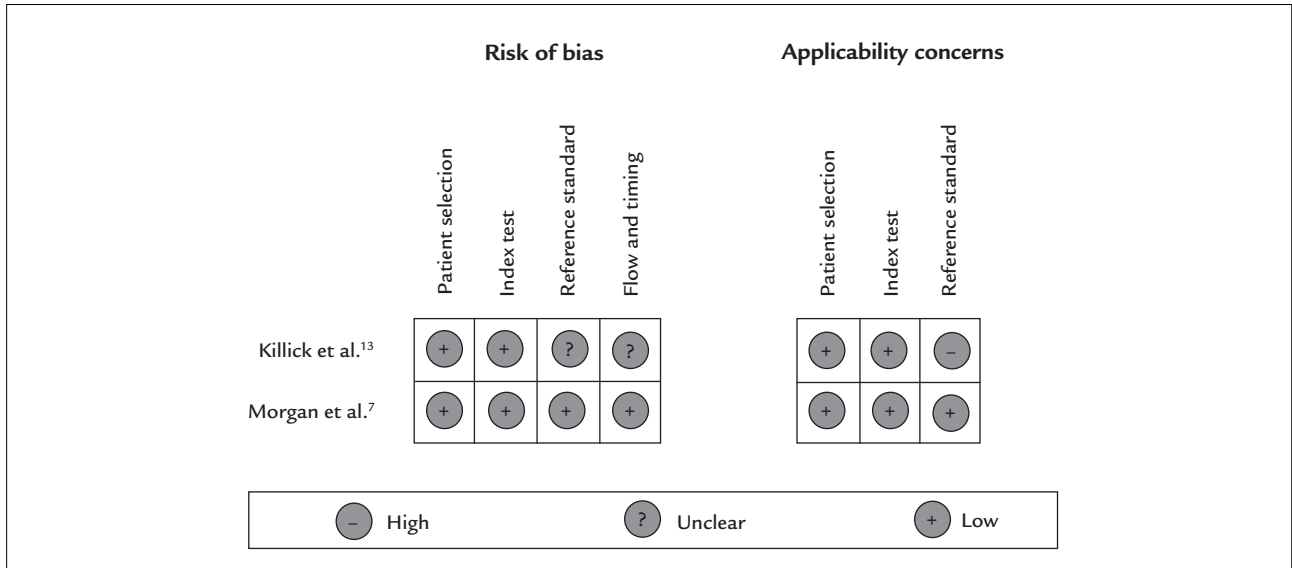 Risk of bias
Applicability concerns
Patient selection
Index test
Reference standard
Flow and timing
Patient selection
Index test
Reference standard
Killick et al.13 + + ? ? + + –
Morgan et al.7 + + + + + + +
– High ? Unclear + Low